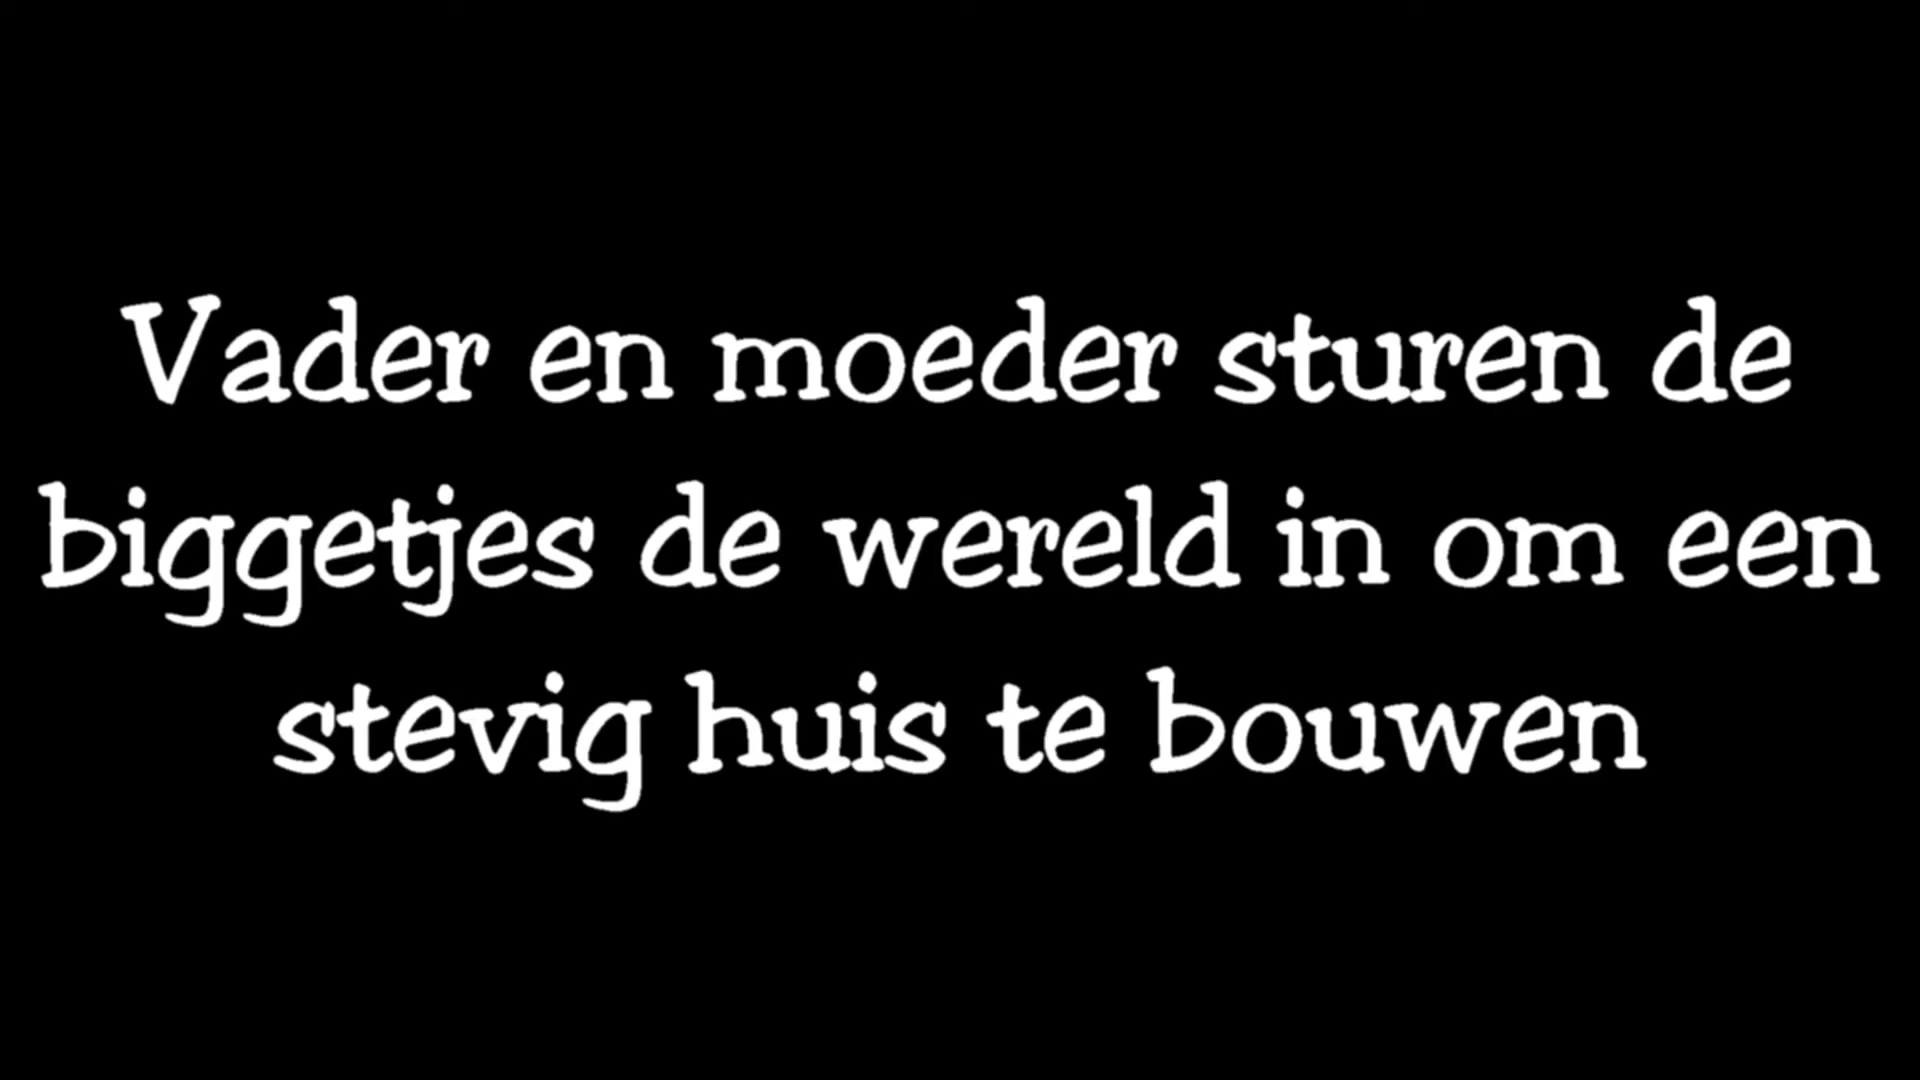 Vader en moeder sturen de
biggetjes de wereld in om een
stevig huis te bouwen